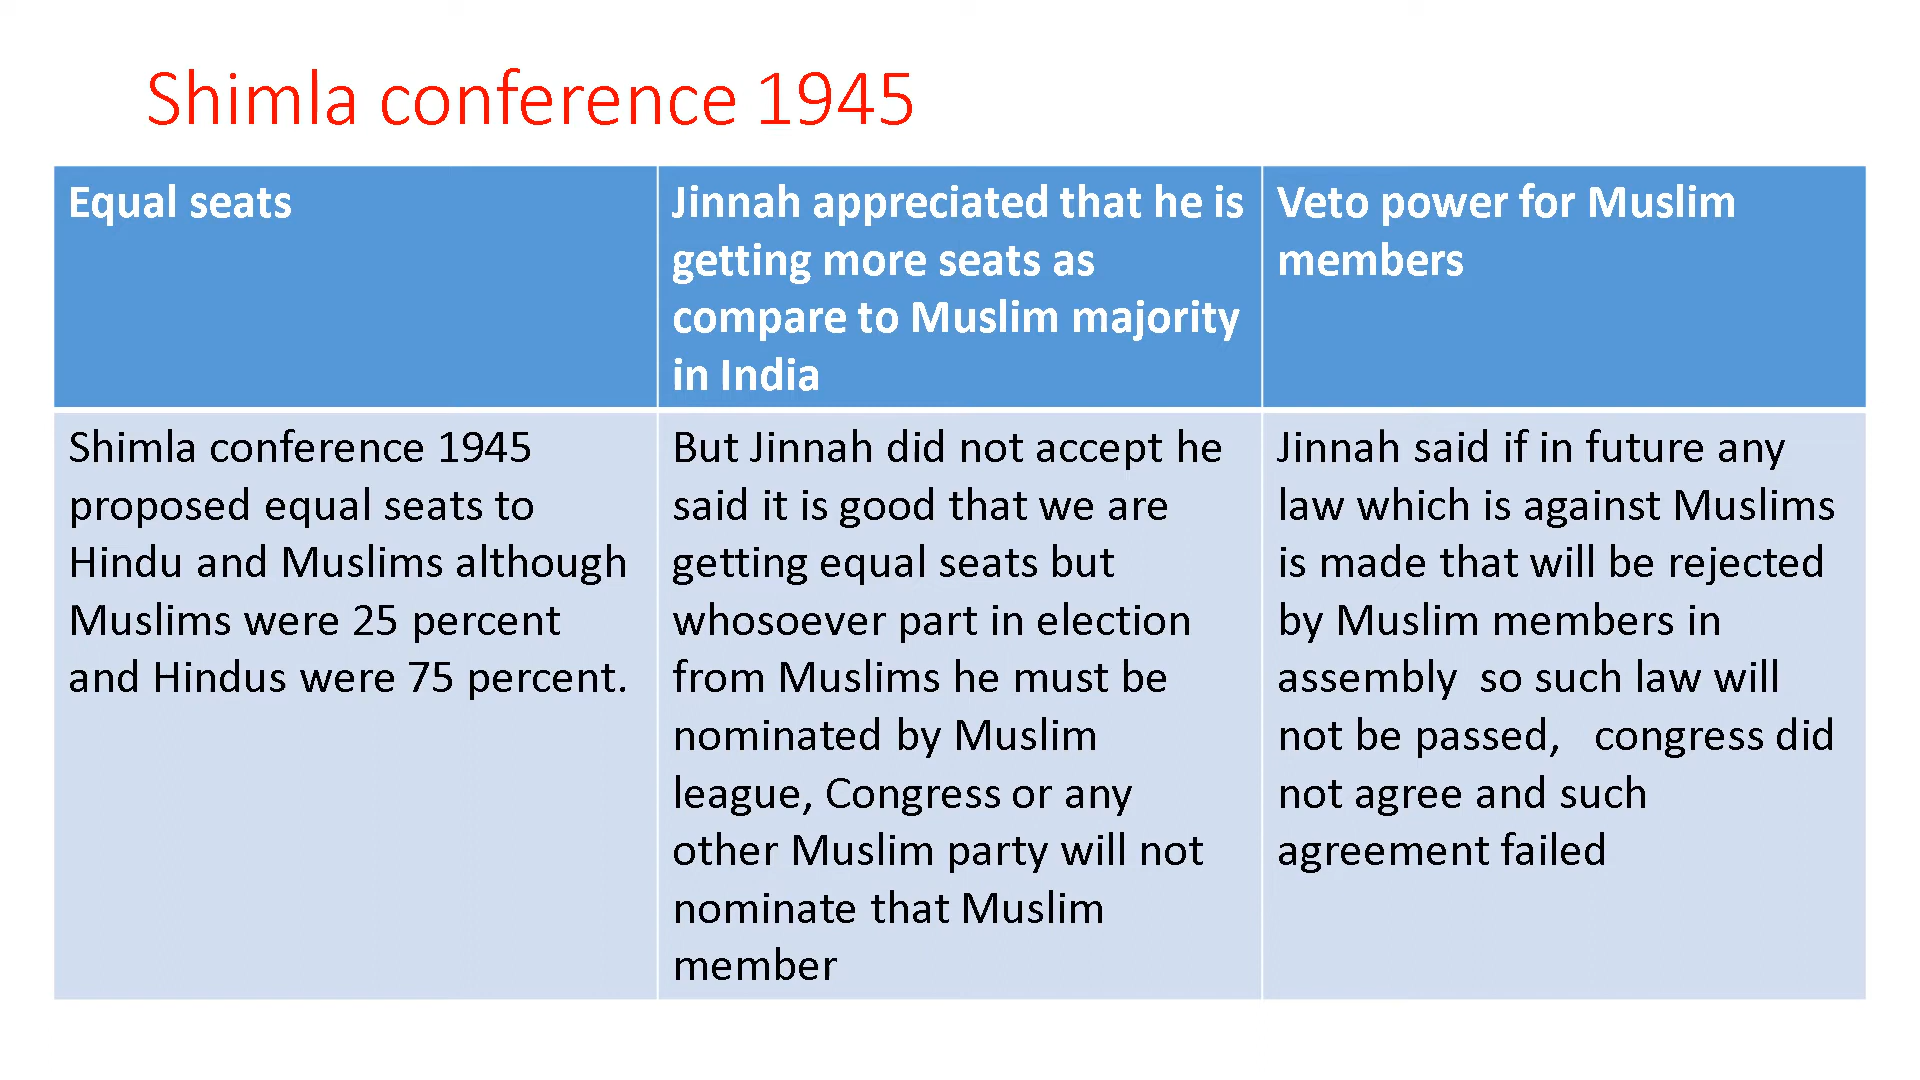 Shimla conference 1945
Equal seats
Jinnah appreciated that he is
getting more seats as
compare to Muslim majority
in India
Veto power for Muslim
members
Shimla conference 1945
proposed equal seats to
Hindu and Muslims although
Muslims were 25 percent
and Hindus were 75 percent.
But Jinnah did not accept he
said it is good that we are
getting equal seats but
whosoever part in election
from Muslims he must be
nominated by Muslim
league, Congress or any
other Muslim party will not
nominate that Muslim
member
Jinnah said if in future any
law which is against Muslims
is made that will be rejected
by Muslim members in
assembly  so such law will
not be passed,   congress did
not agree and such
agreement failed